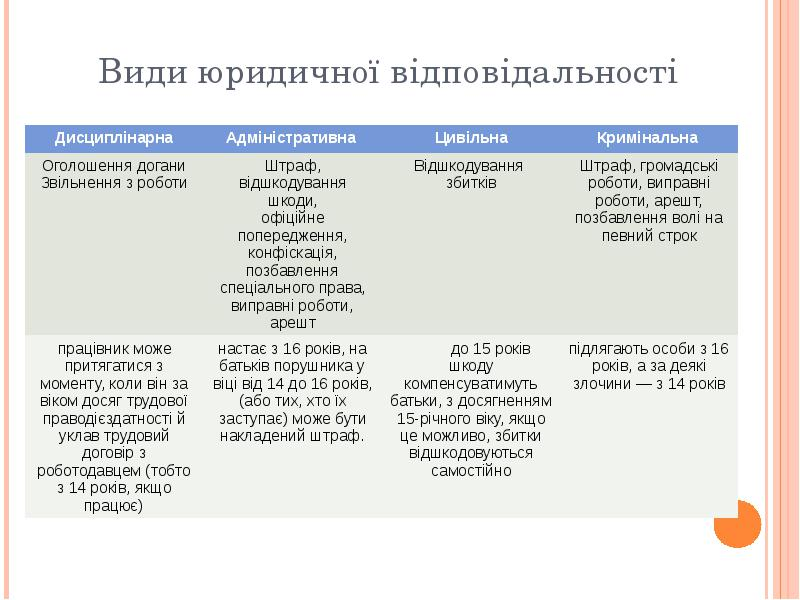 Види юридичної відповідальності
Дисциплінарна
Адміністративна
Цивільна
Кримінальна
Оголошення догани
Звільнення з роботи
Штраф,
відшкодування
шкоди,
офіційне
попередження,
конфіскація,
позбавлення
спеціального права,
виправні роботи,
арешт
Відшкодування
збитків
Штраф, громадські
роботи, виправні
роботи, арешт,
позбавлення волі на
певний строк
працівник може
притягатися з
моменту, коли він за
віком досяг трудової
праводієздатності й
уклав трудовий
договір з
роботодавцем (тобто
з 14 років, якщо
працює)
настає з 16 років, на
батьків порушника у
віці від 14 до 16 років,
(або тих, хто їх
заступає) може бути
накладений штраф.
до 15 років
шкоду
компенсуватимуть
батьки, з досягненням
15-річного віку, якщо
це можливо, збитки
відшкодовуються
самостійно
підлягають особи з 16
років, а за деякі
злочини — з 14 років